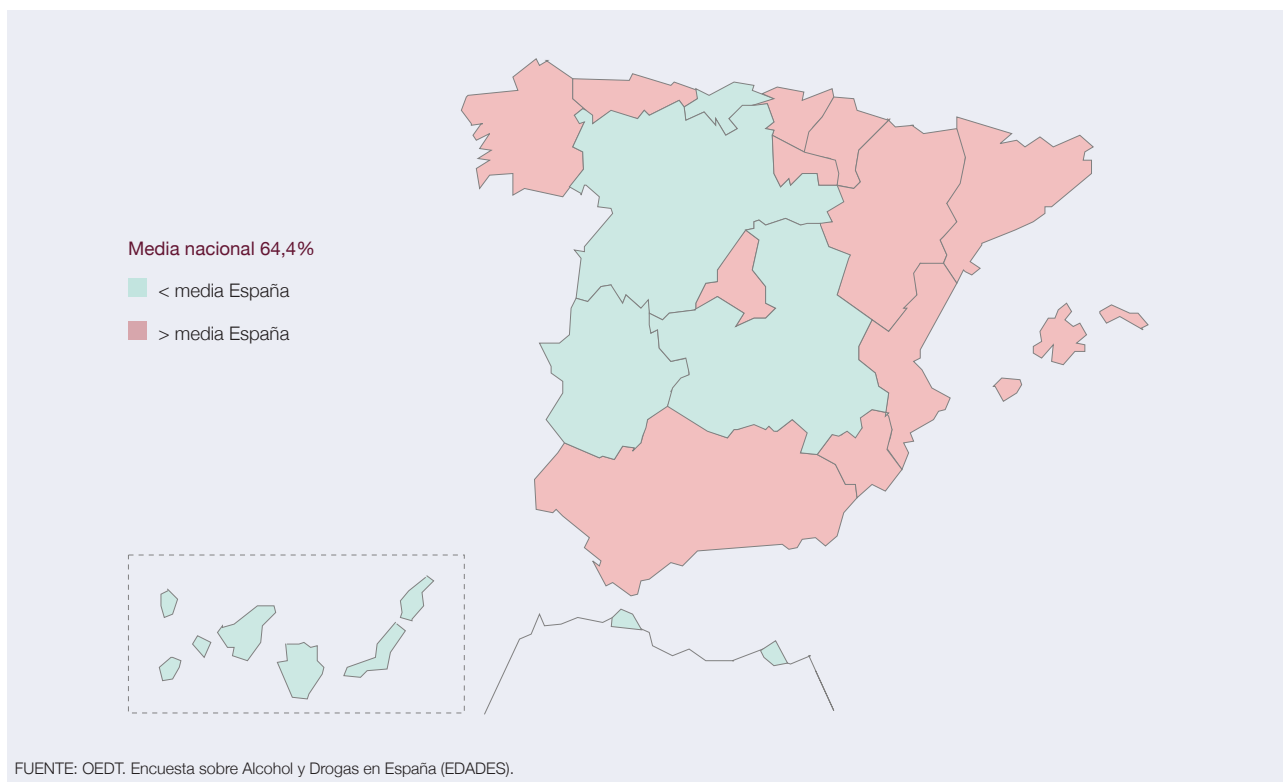 Media nacional 64,4%
< media España
> media España
FUENTE: OEDT. Encuesta sobre Alcohol y Drogas en España (EDADES).